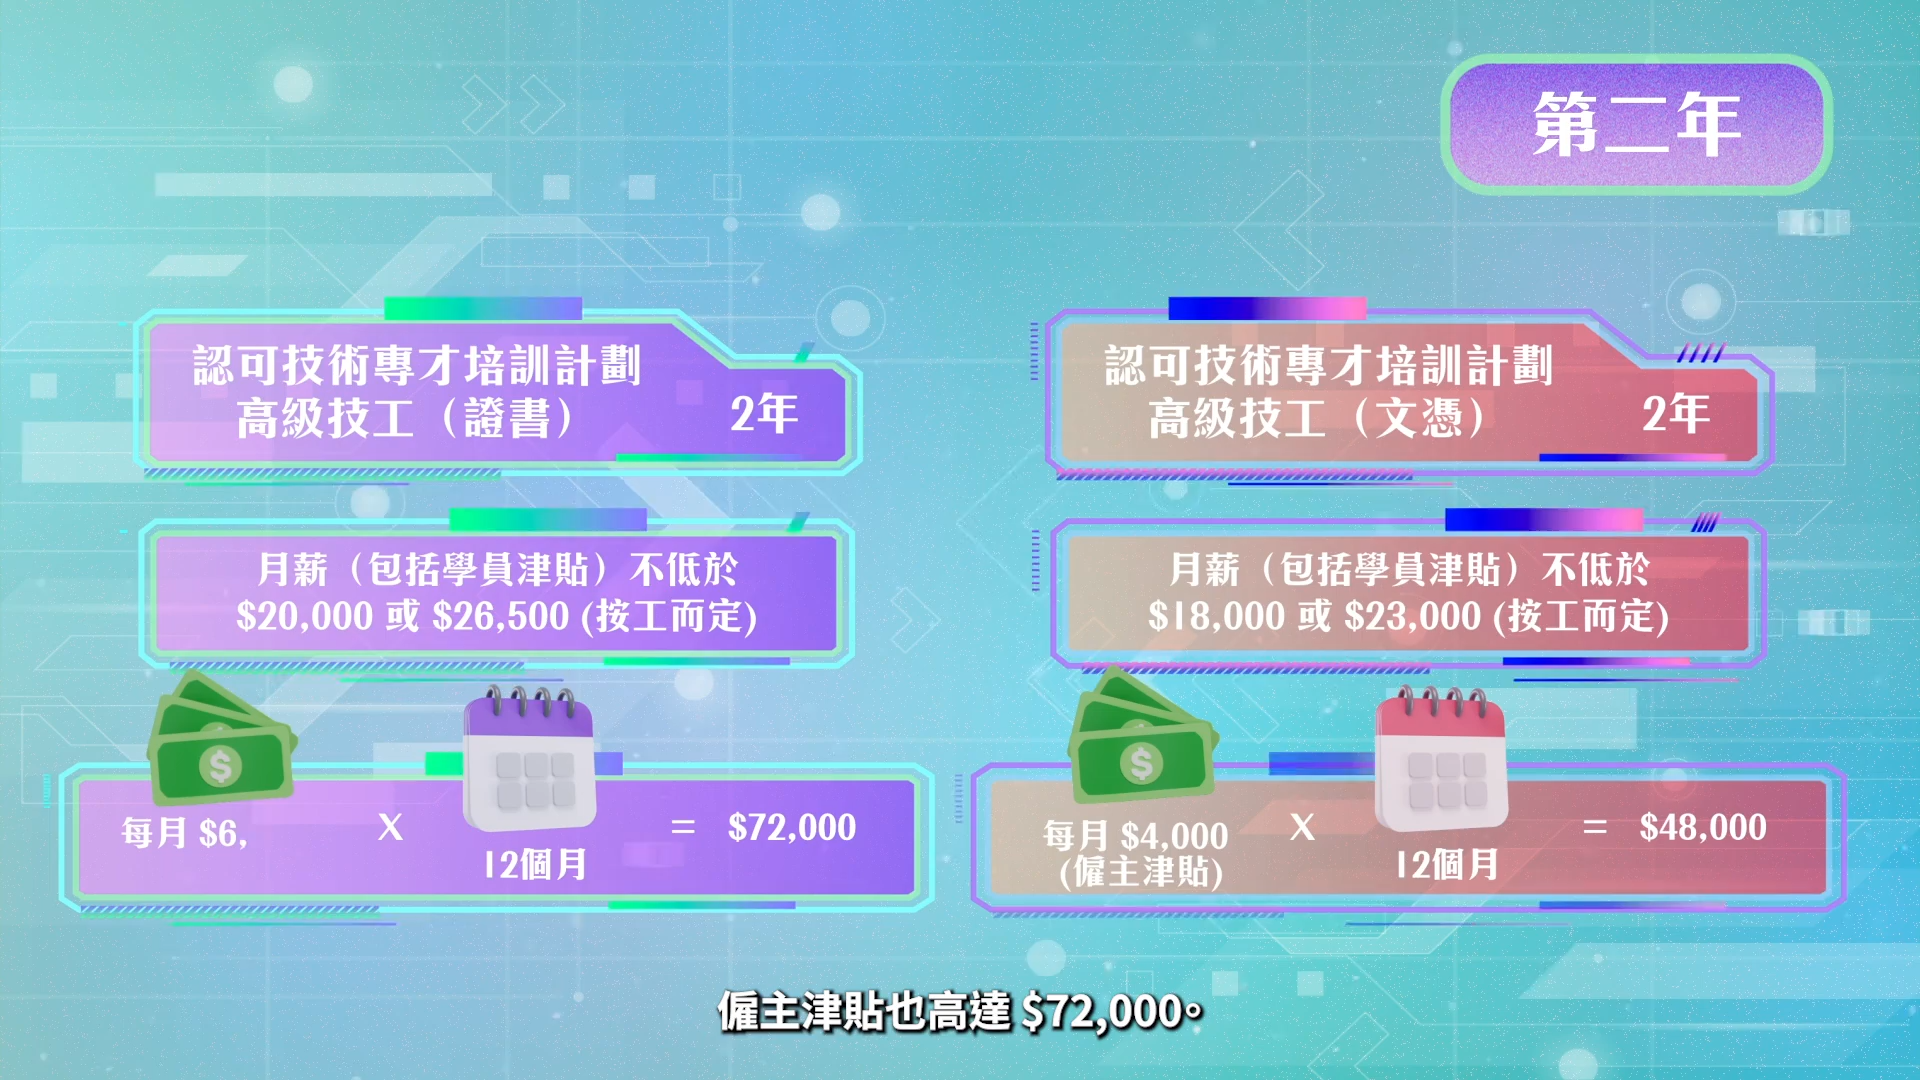 第二年
認可技術專才培訓計劃
高級技工（證書）
2年
月薪（包括學員津貼）不低於
$20,000 或 $26,500 (按工而定)
每月 $6,
X
12個月
=
$72,000
認可技術專才培訓計劃
高級技工（文憑）
2年
月薪（包括學員津貼）不低於
$18,000 或 $23,000 (按工而定)
每月 $4,000
(僱主津貼)
X
12個月
=
$48,000
僱主津貼也高達 $72,000。